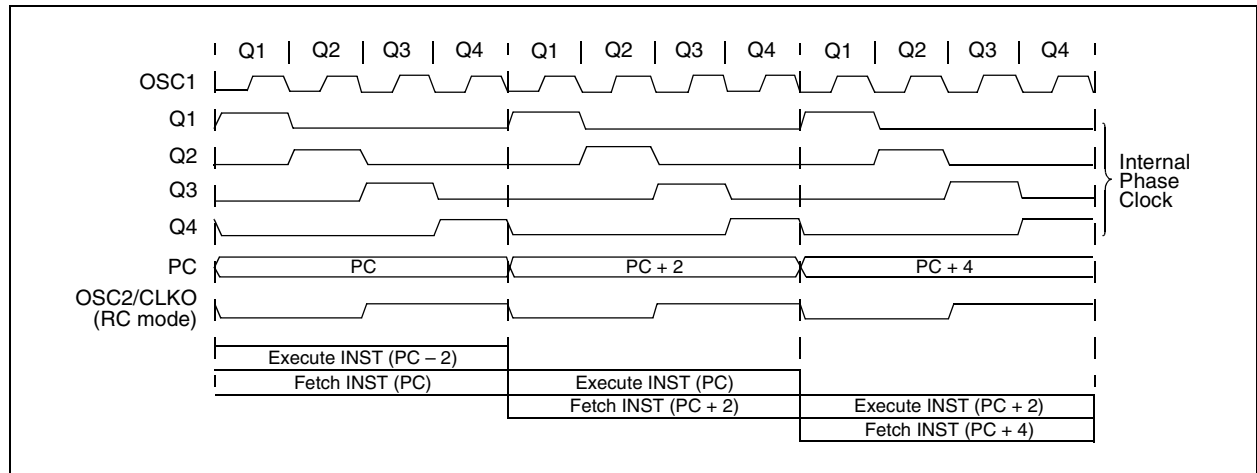 Q1 Q2 Q3 Q4 Q1 Q2 Q3 Q4 Q1 Q2 Q3 Q4
OSC1
Q1
Q2
Q3
Q4
Internal
Phase
Clock
PC PC PC + 2 PC + 4
OSC2/CLKO
(RC mode)
Execute INST (PC – 2)
Fetch INST (PC) Execute INST (PC)
Fetch INST (PC + 2) Execute INST (PC + 2)
Fetch INST (PC + 4)